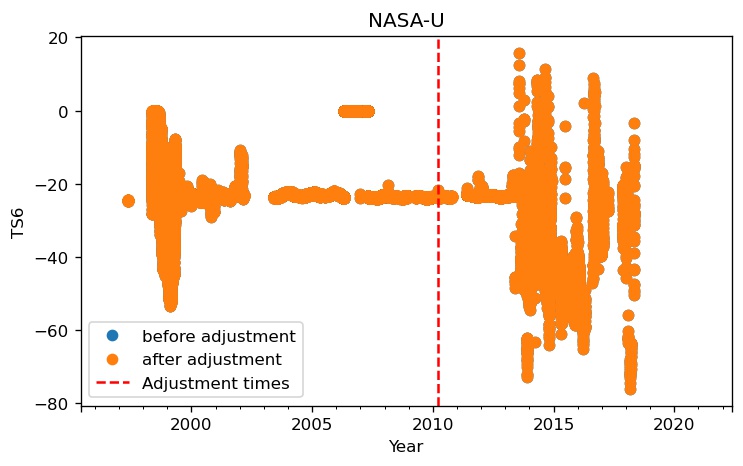 NASA-U
20
0
−20
−40
−60
−80
TS6
before adjustment
after adjustment
Adjustment times
2000
2005
2010
2015
2020
Year